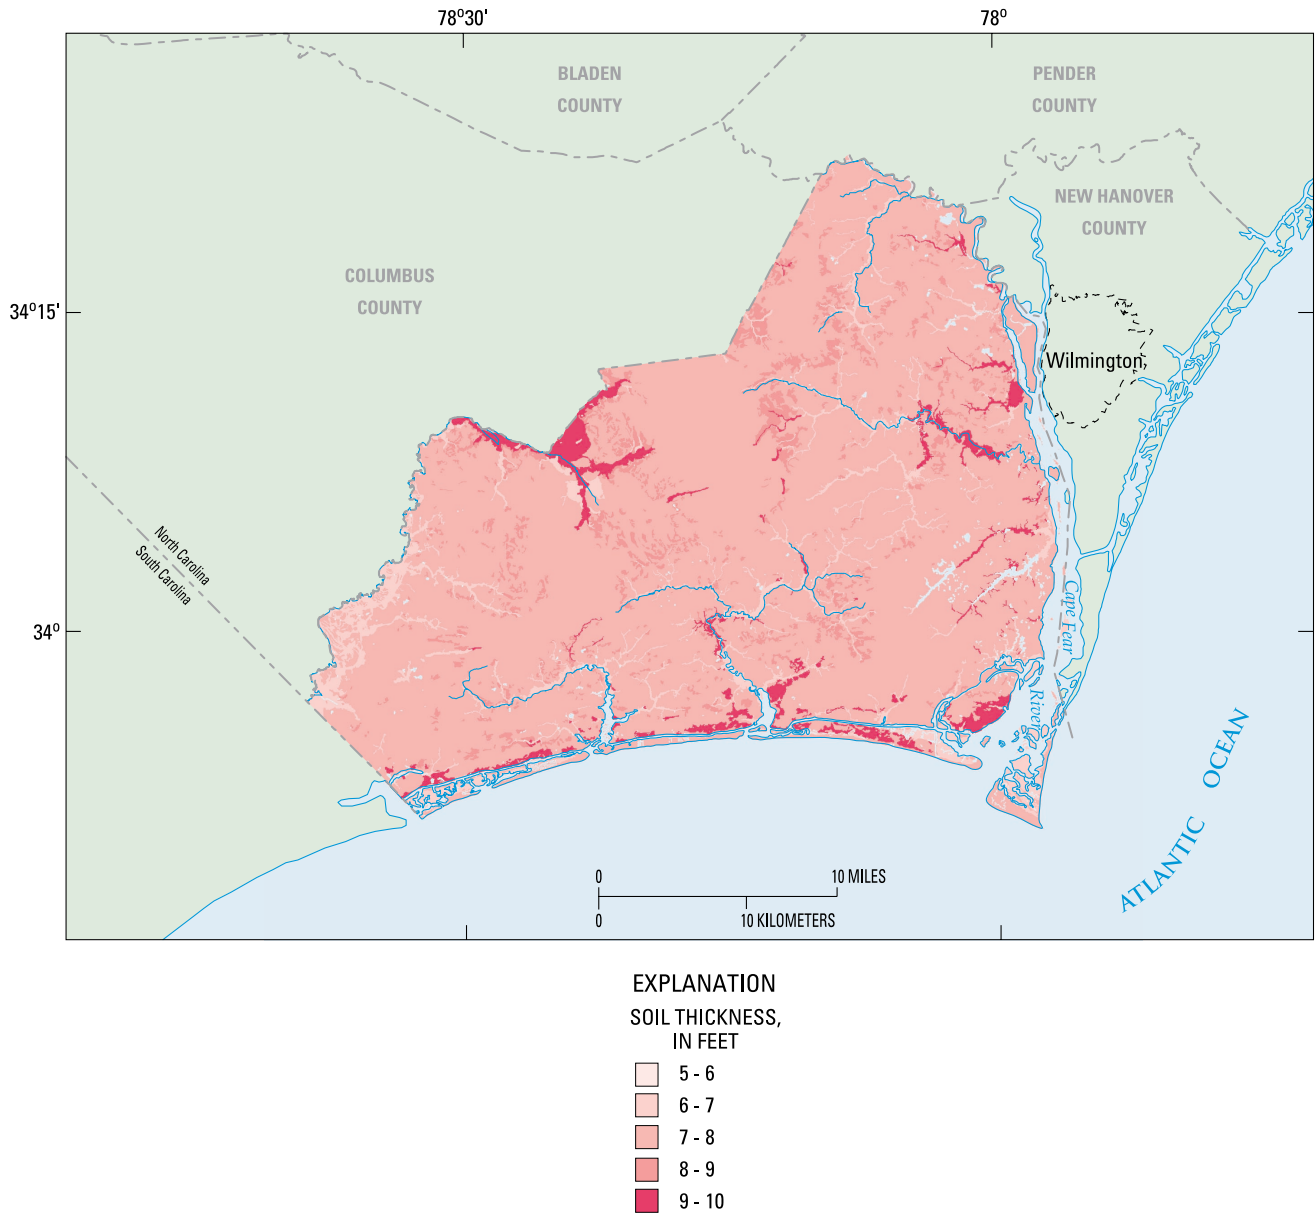 78°30'
78°
BLADEN
COUNTY
PENDER
COUNTY
NEW HANOVER
COUNTY
COLUMBUS
COUNTY
34°15'
Wilmington
North Carolina
South Carolina
34°
Cape Fear
River
ATLANTIC OCEAN
0 10 MILES
0 10 KILOMETERS
EXPLANATION
SOIL THICKNESS,
IN FEET
5 - 6
6 - 7
7 - 8
8 - 9
9 - 10